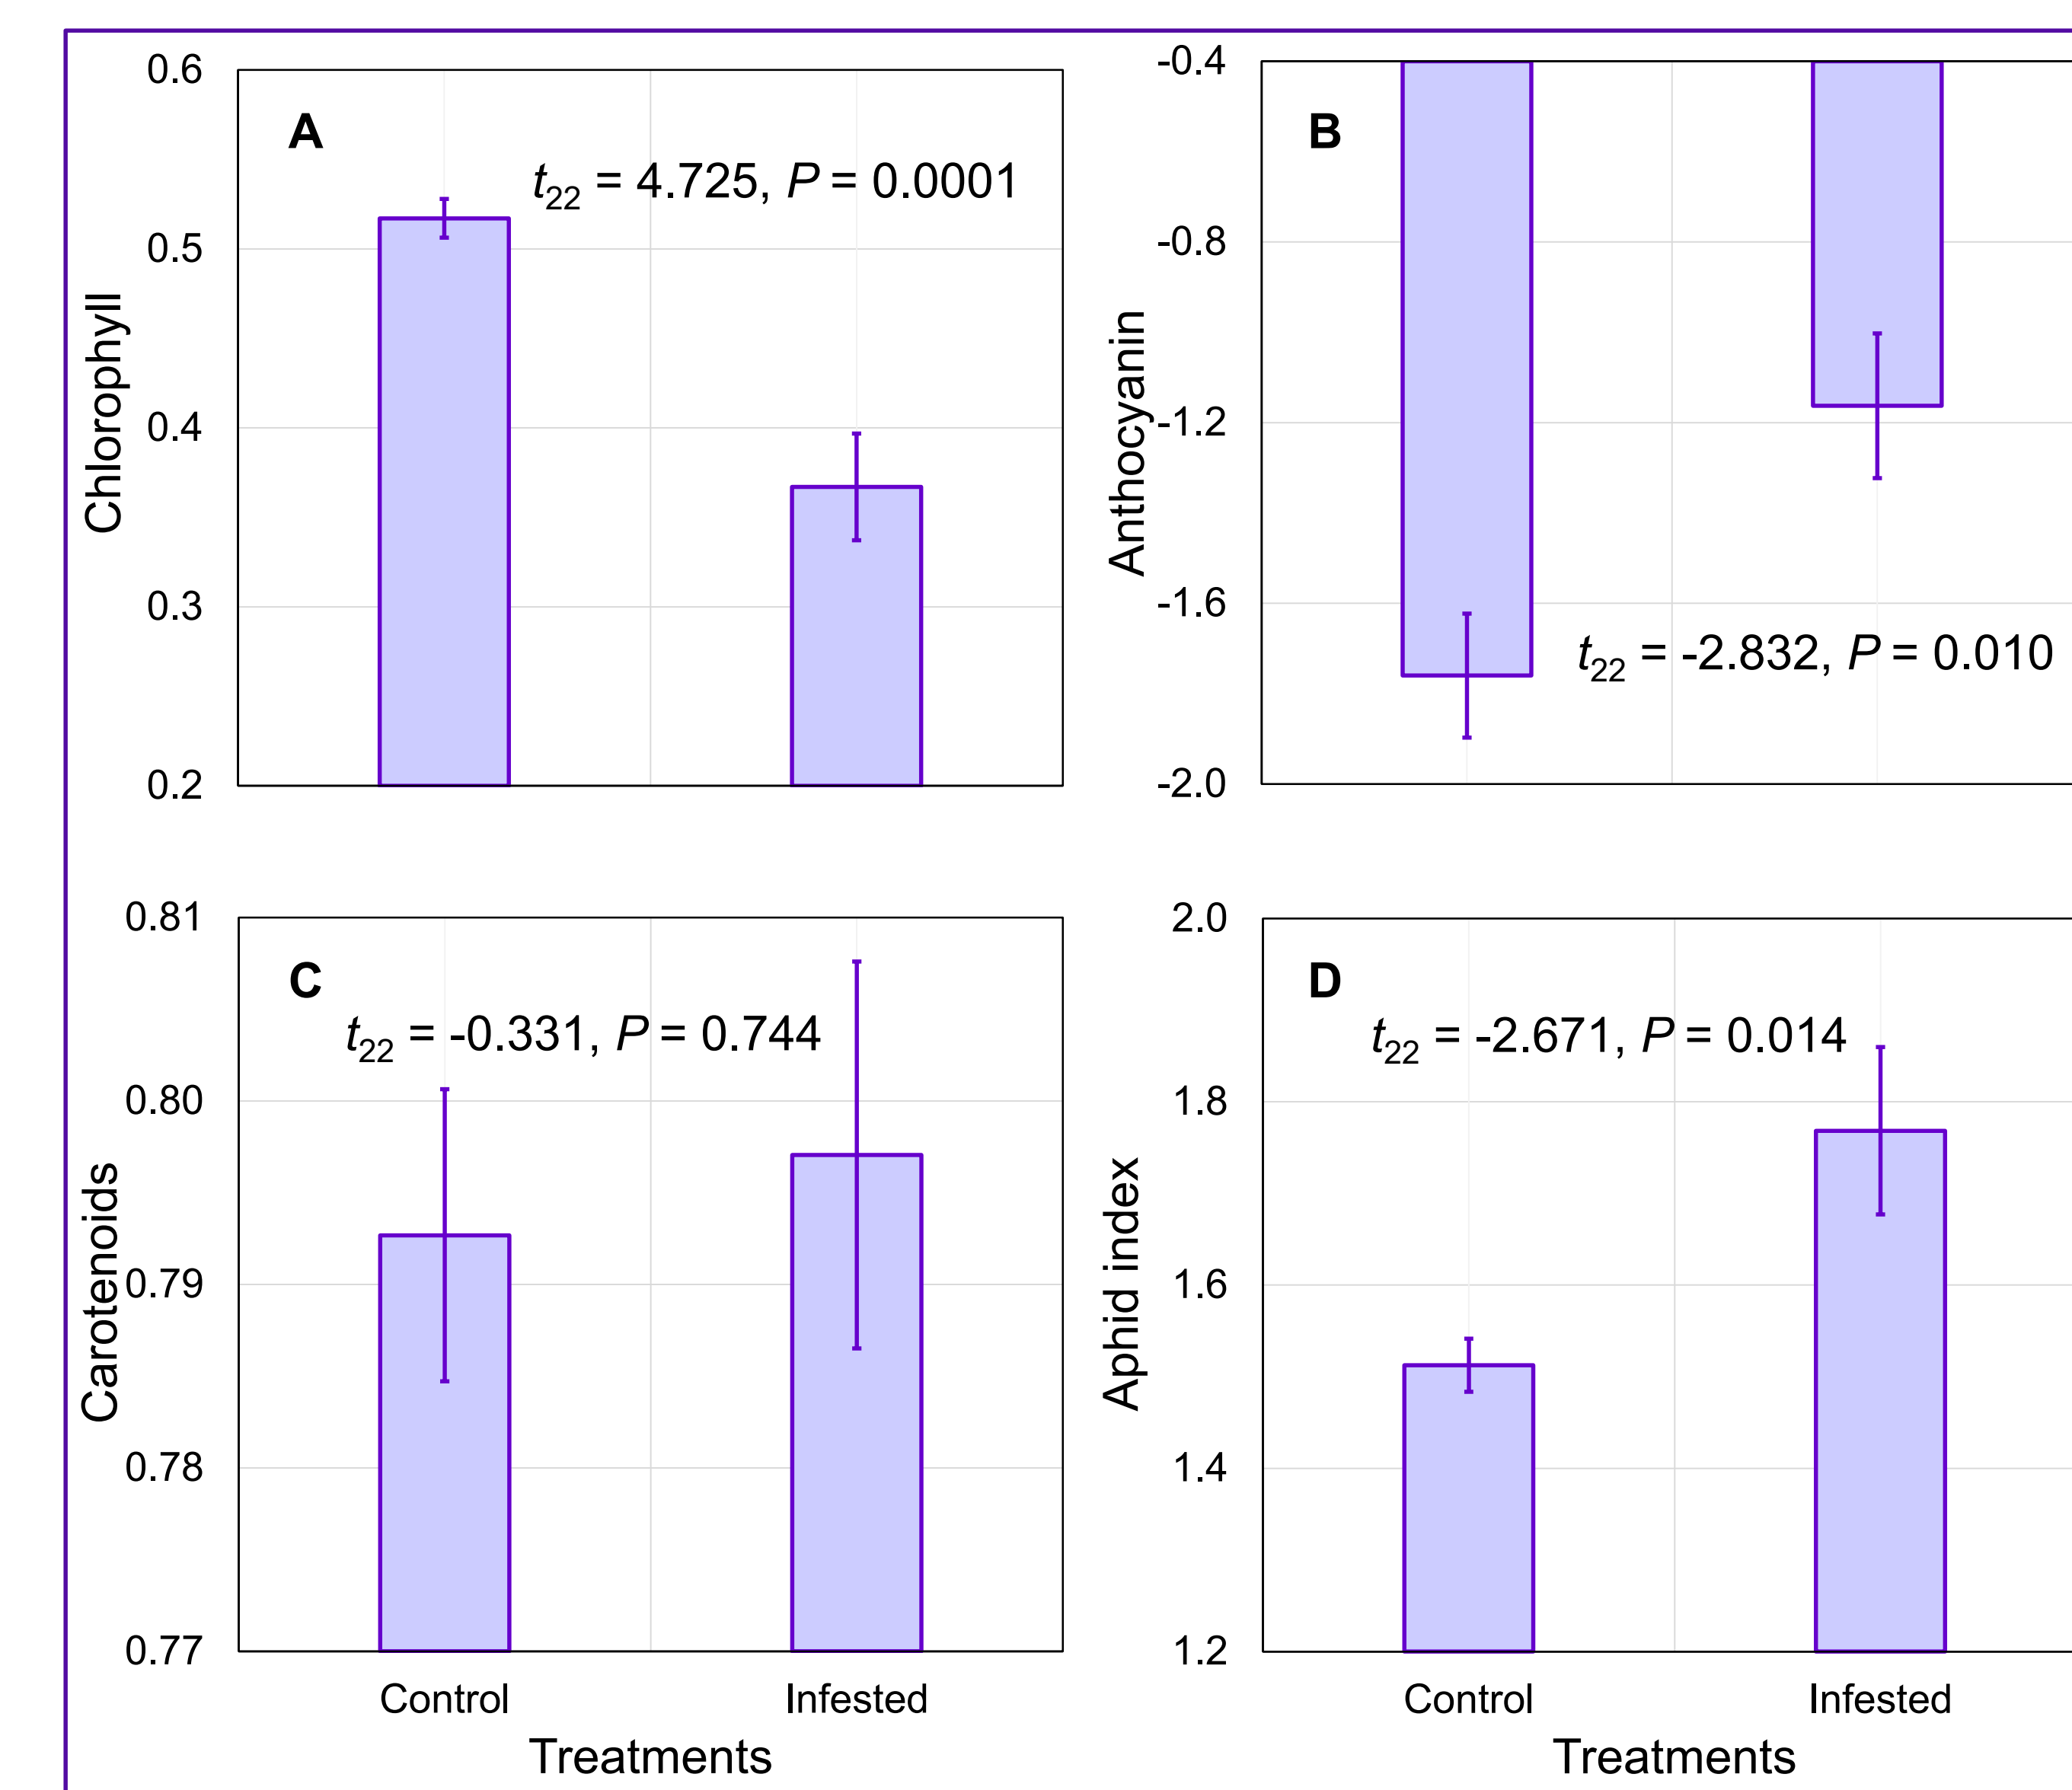 A
t22 = 4.725, P = 0.0001
Chlorophyll
0.6
0.5
0.4
0.3
0.2
B
t22 = -2.832, P = 0.010
Anthocyanin
-0.4
-0.8
-1.2
-1.6
-2.0
C
t22 = -0.331, P = 0.744
Carotenoids
0.81
0.80
0.79
0.78
0.77
Control Infested
Treatments
D
t22 = -2.671, P = 0.014
Aphid index
2.0
1.8
1.6
1.4
1.2
Control Infested
Treatments